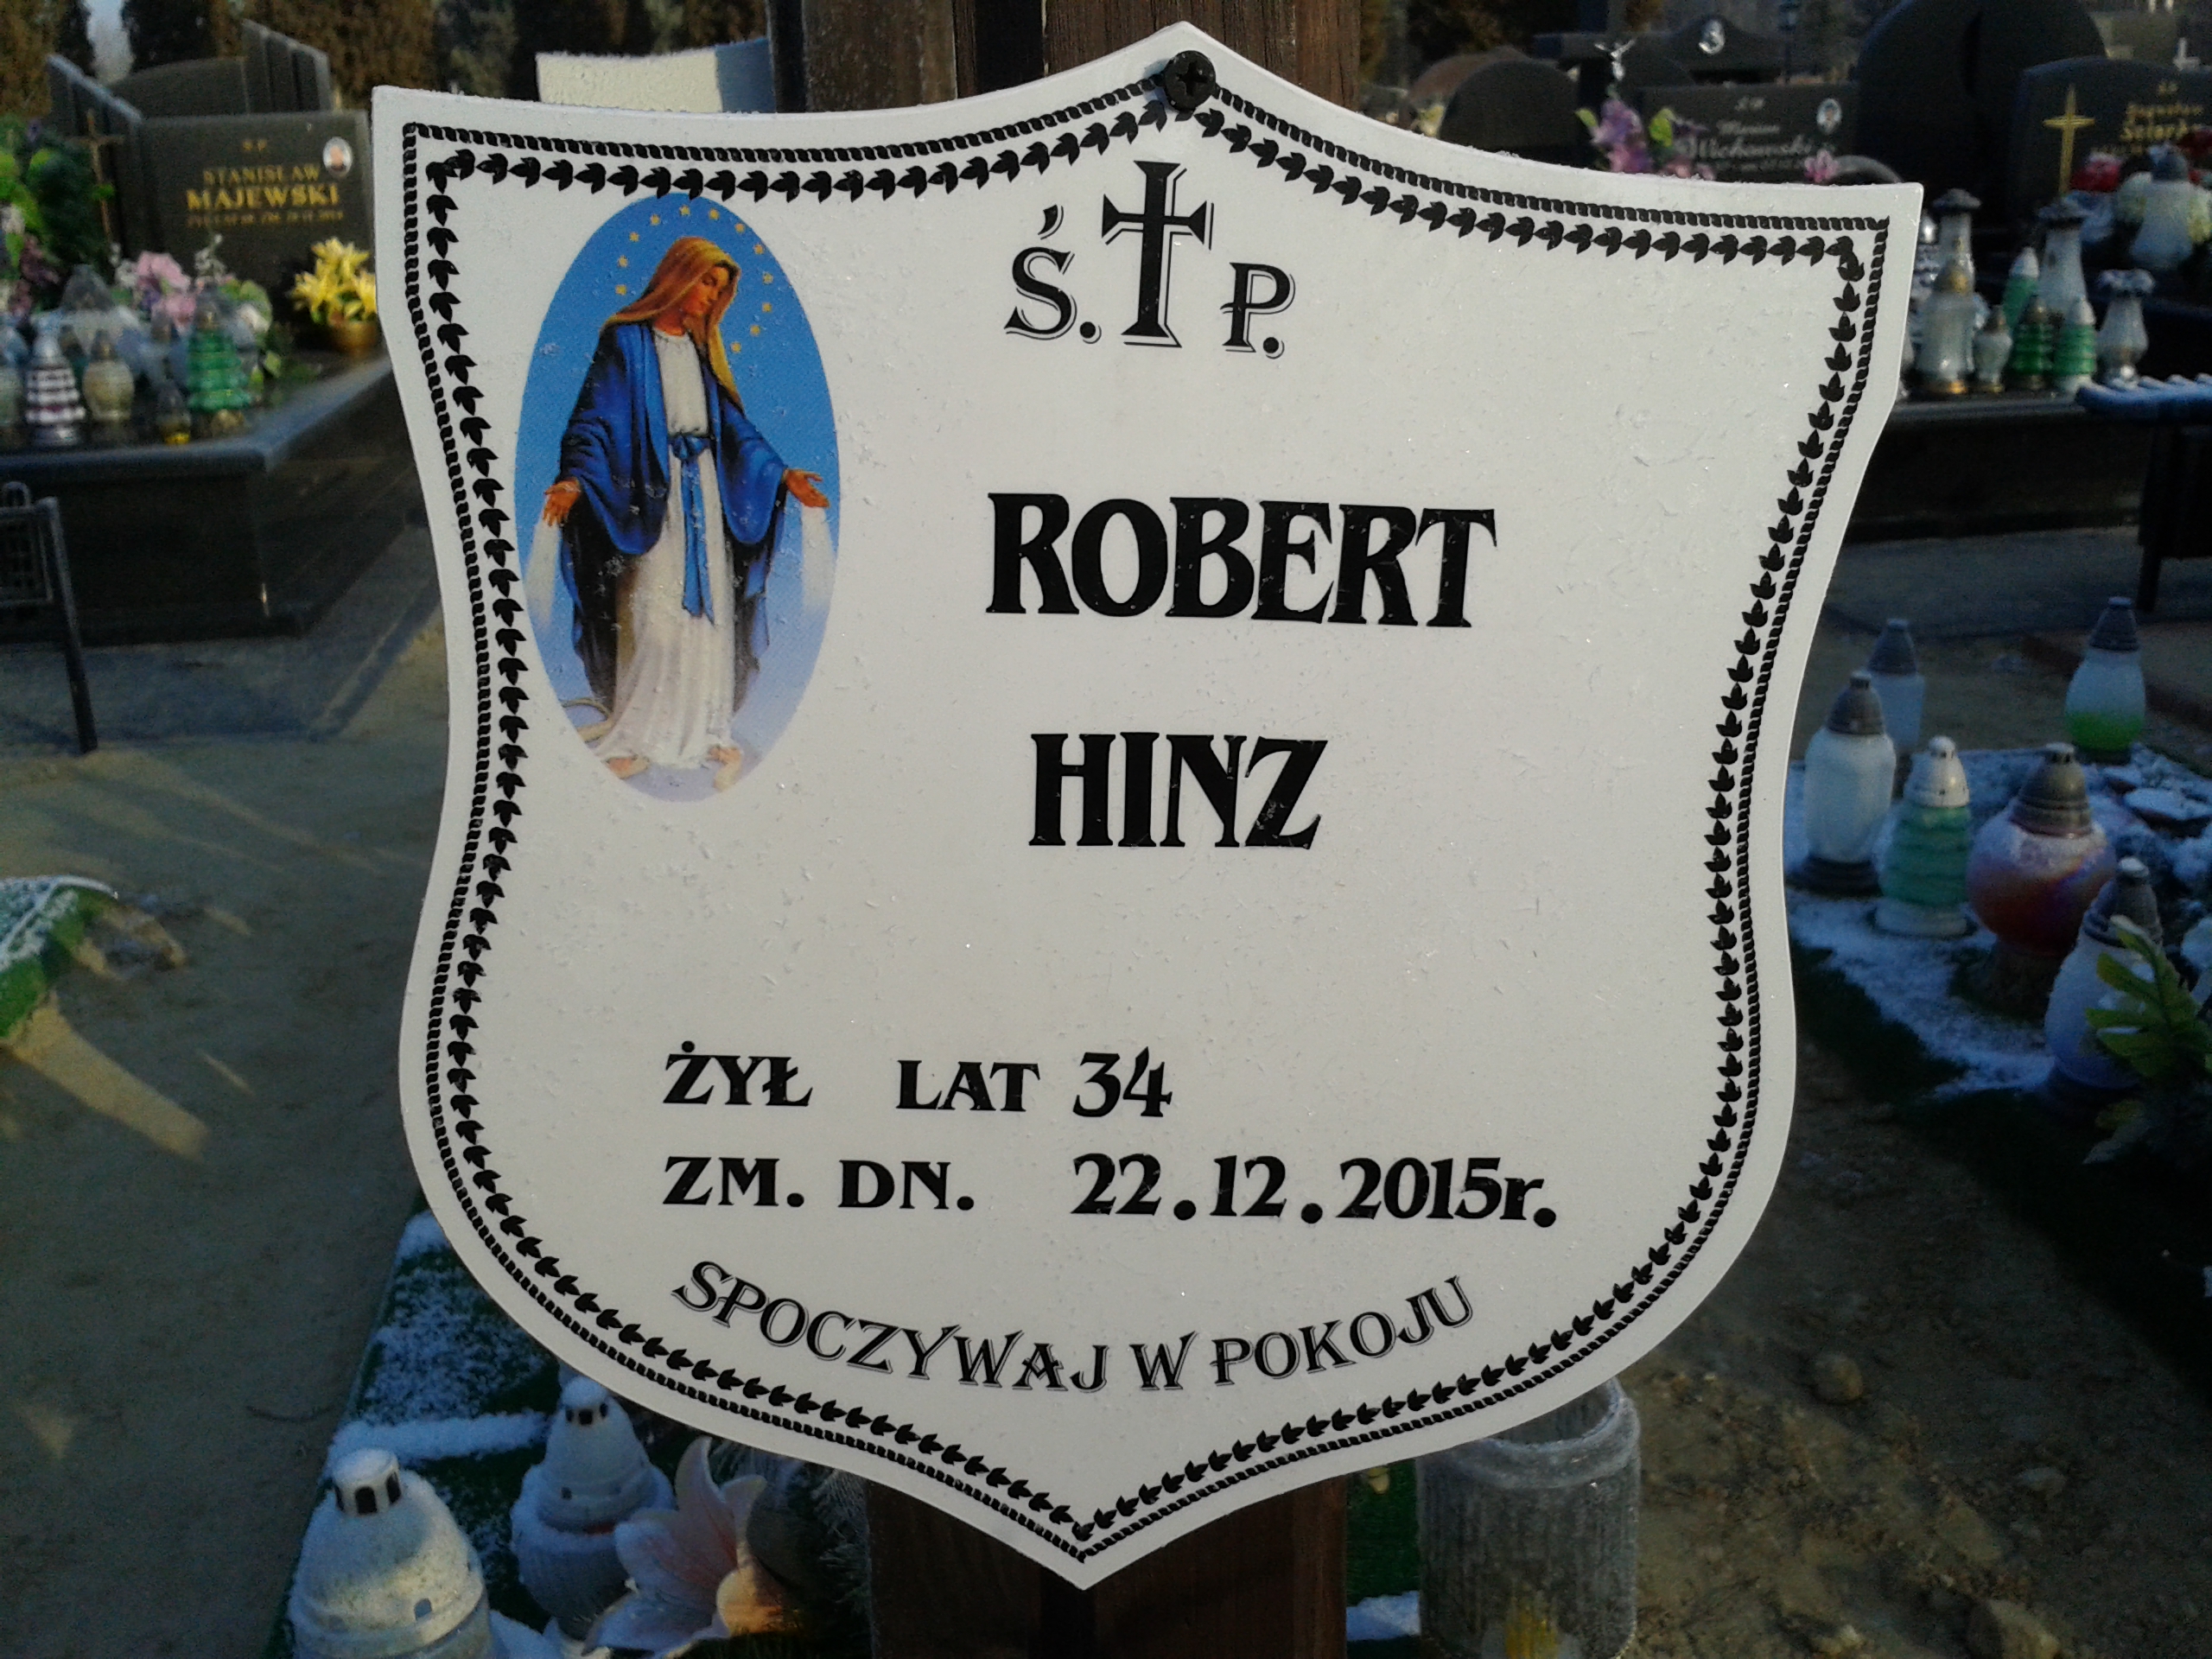 Ś. P.
ROBERT
HINZ
ŻYŁ LAT 34
ZM. DN. 22.12.2015r.
SPOCZYWAJ W POKOJU
Ś.P.
STANISŁAW
MAJEWSKI